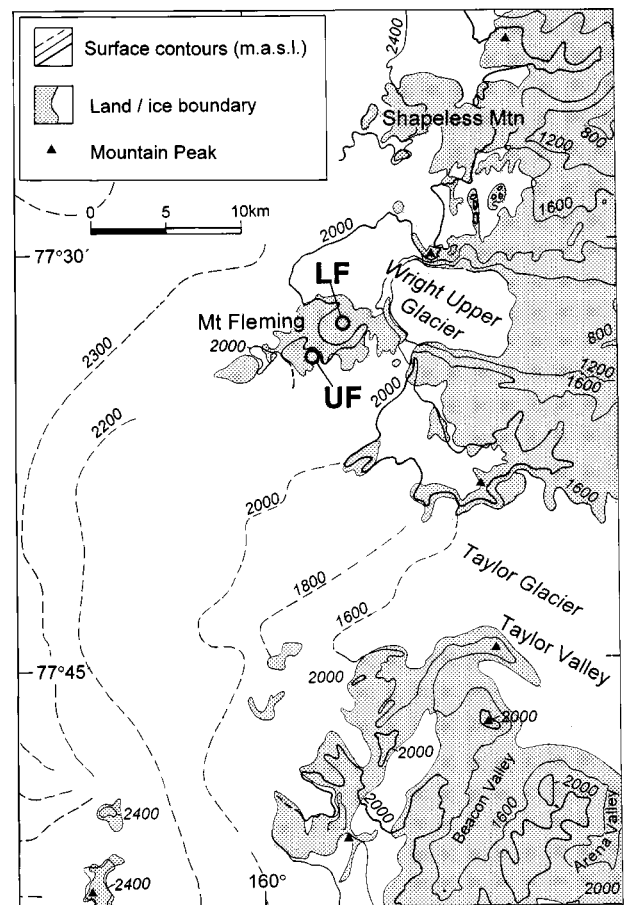 Surface contours (m.a.s.l.)
Land / ice boundary
Mountain Peak
0 5 10km
2400
Shapeless Mtn
800
1200
1600
2000
77°30´
LF
Wright Upper
Glacier
Mt Fleming
2000
800
2300
UF
2000
1200
1600
2200
2000
1600
1800
Taylor Glacier
1600
Taylor Valley
77°45
2000
2000
2000
Beacon Valley
2000
2400
2000
1600
Arena Valley
2400
160°
2000